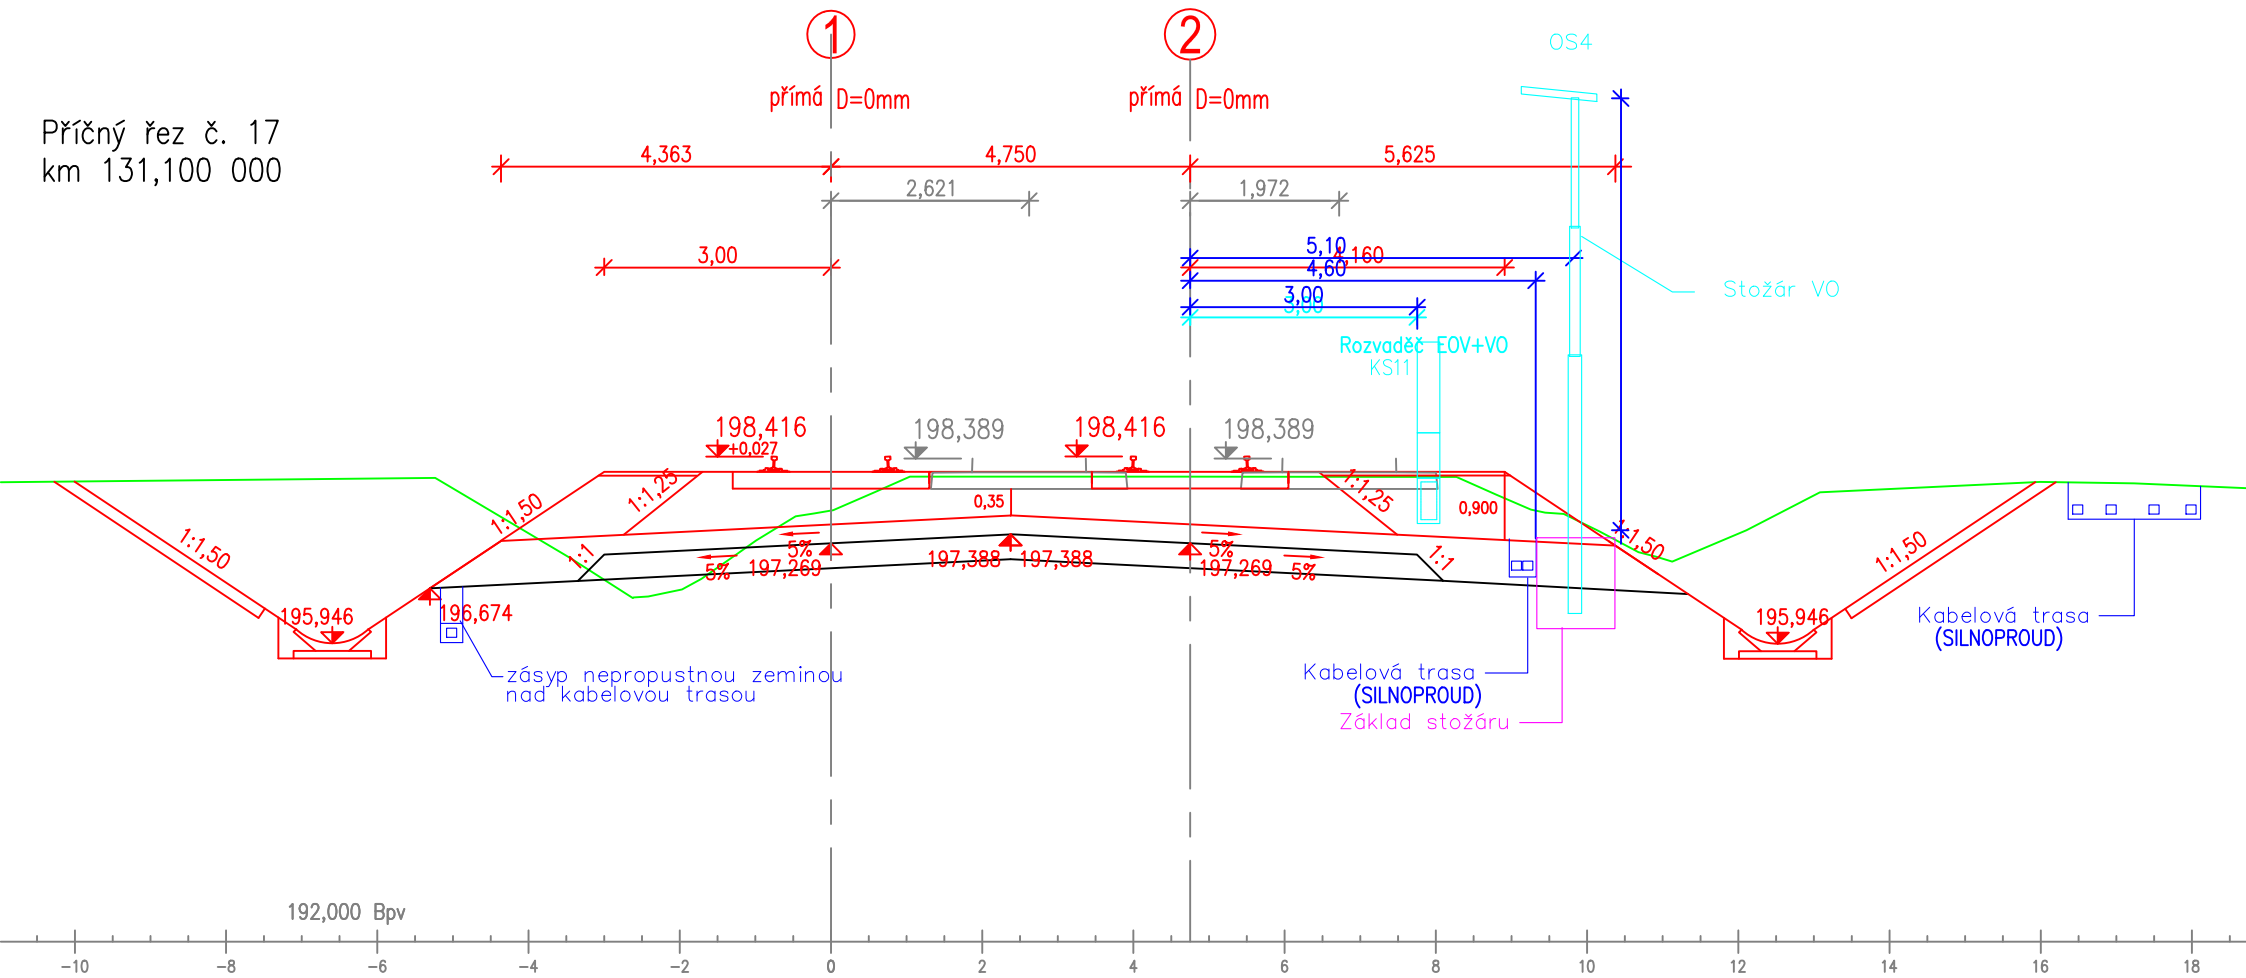 1
2
OS4
přímá D=0mm
přímá D=0mm
Příčný řez č. 17
km 131,100 000
4,363
4,750
5,625
2,621
1,972
3,00
5,10
4,160
4,60
3,00
3,00
Stožár VO
Rozvaděč EOV+VO
KS11
198,416
+0,027
198,389
198,416
198,389
1:1,50
1:1,50
1:1,25
0,35
1:1,25
0,900
1:1,50
1:1,50
1:1
5%
5%
197,269
197,388
197,388
5%
197,269
5%
1:1
195,946
196,674
195,946
Kabelová trasa
(SILNOPROUD)
zásyp nepropustnou zeminou
nad kabelovou trasou
Kabelová trasa
(SILNOPROUD)
Základ stožáru
192,000 Bpv
-10 -8 -6 -4 -2 0 2 4 6 8 10 12 14 16 18